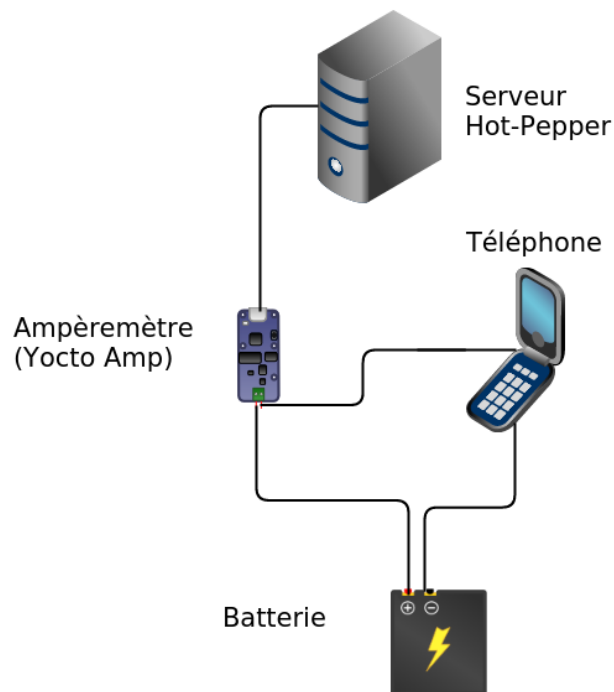 Serveur
Hot-Pepper
Téléphone
Ampèremètre
(Yocto Amp)
Batterie